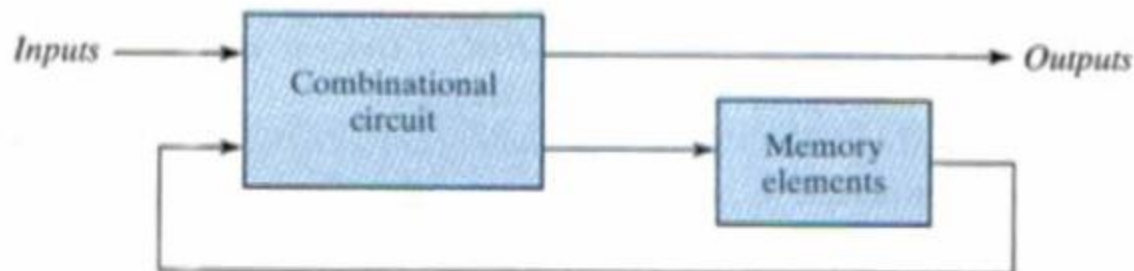 Inputs
Combinational
circuit
Outputs
Memory
elements